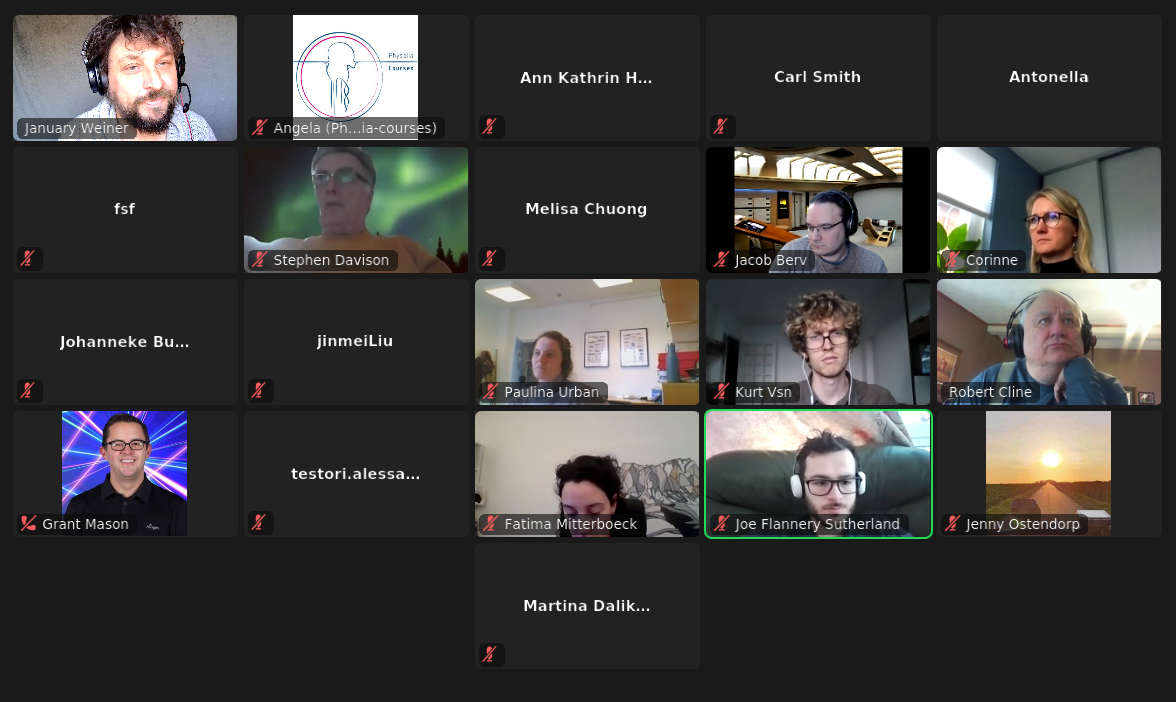 January Weiner
Physalia
Courses
Angela (Ph...ia-courses)
Ann Kathrin H...
Carl Smith
Antonella
fsf
Stephen Davison
Melisa Chuong
Jacob Berv
Corinne
Johanneke Bu...
jinmeiLiu
Paulina Urban
Kurt Vsn
Robert Cline
Grant Mason
testori.alessa...
Fatima Mitterboeck
Joe Flannery Sutherland
Jenny Ostendorp
Martina Dalik...